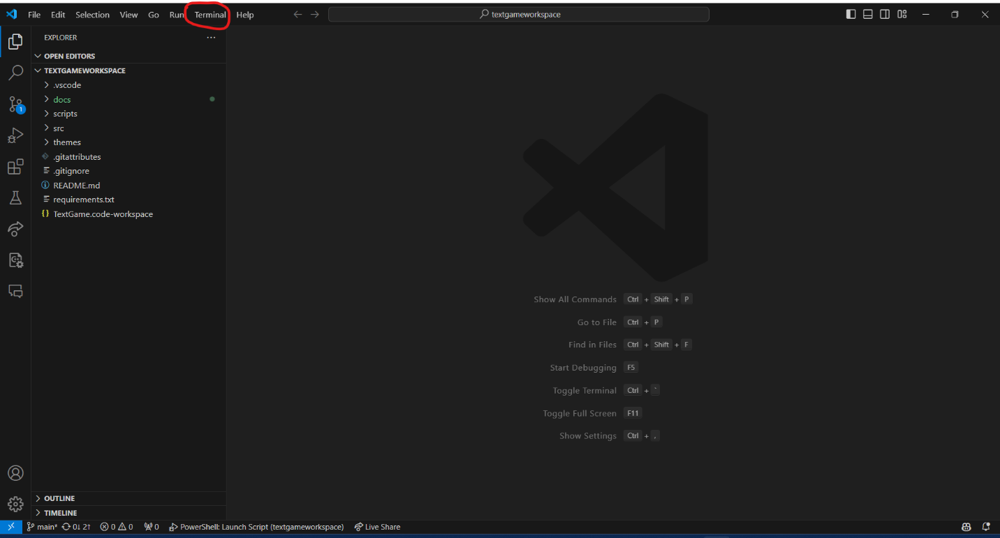 File Edit Selection View Go Run Terminal Help textgameworkspace
EXPLORER
OPEN EDITORS
TEXTGAMEWORKSPACE
.vscode
docs
scripts
src
themes
.gitattributes
.gitignore
README.md
requirements.txt
TextGame.code-workspace
OUTLINE
TIMELINE
1
Show All Commands Ctrl + Shift + P
Go to File Ctrl + P
Find in Files Ctrl + Shift + F
Start Debugging F5
Toggle Terminal Ctrl + `
Toggle Full Screen F11
Show Settings Ctrl + ,
main* 0↓ 2↑ 0 0 0 PowerShell: Launch Script (textgameworkspace) Live Share